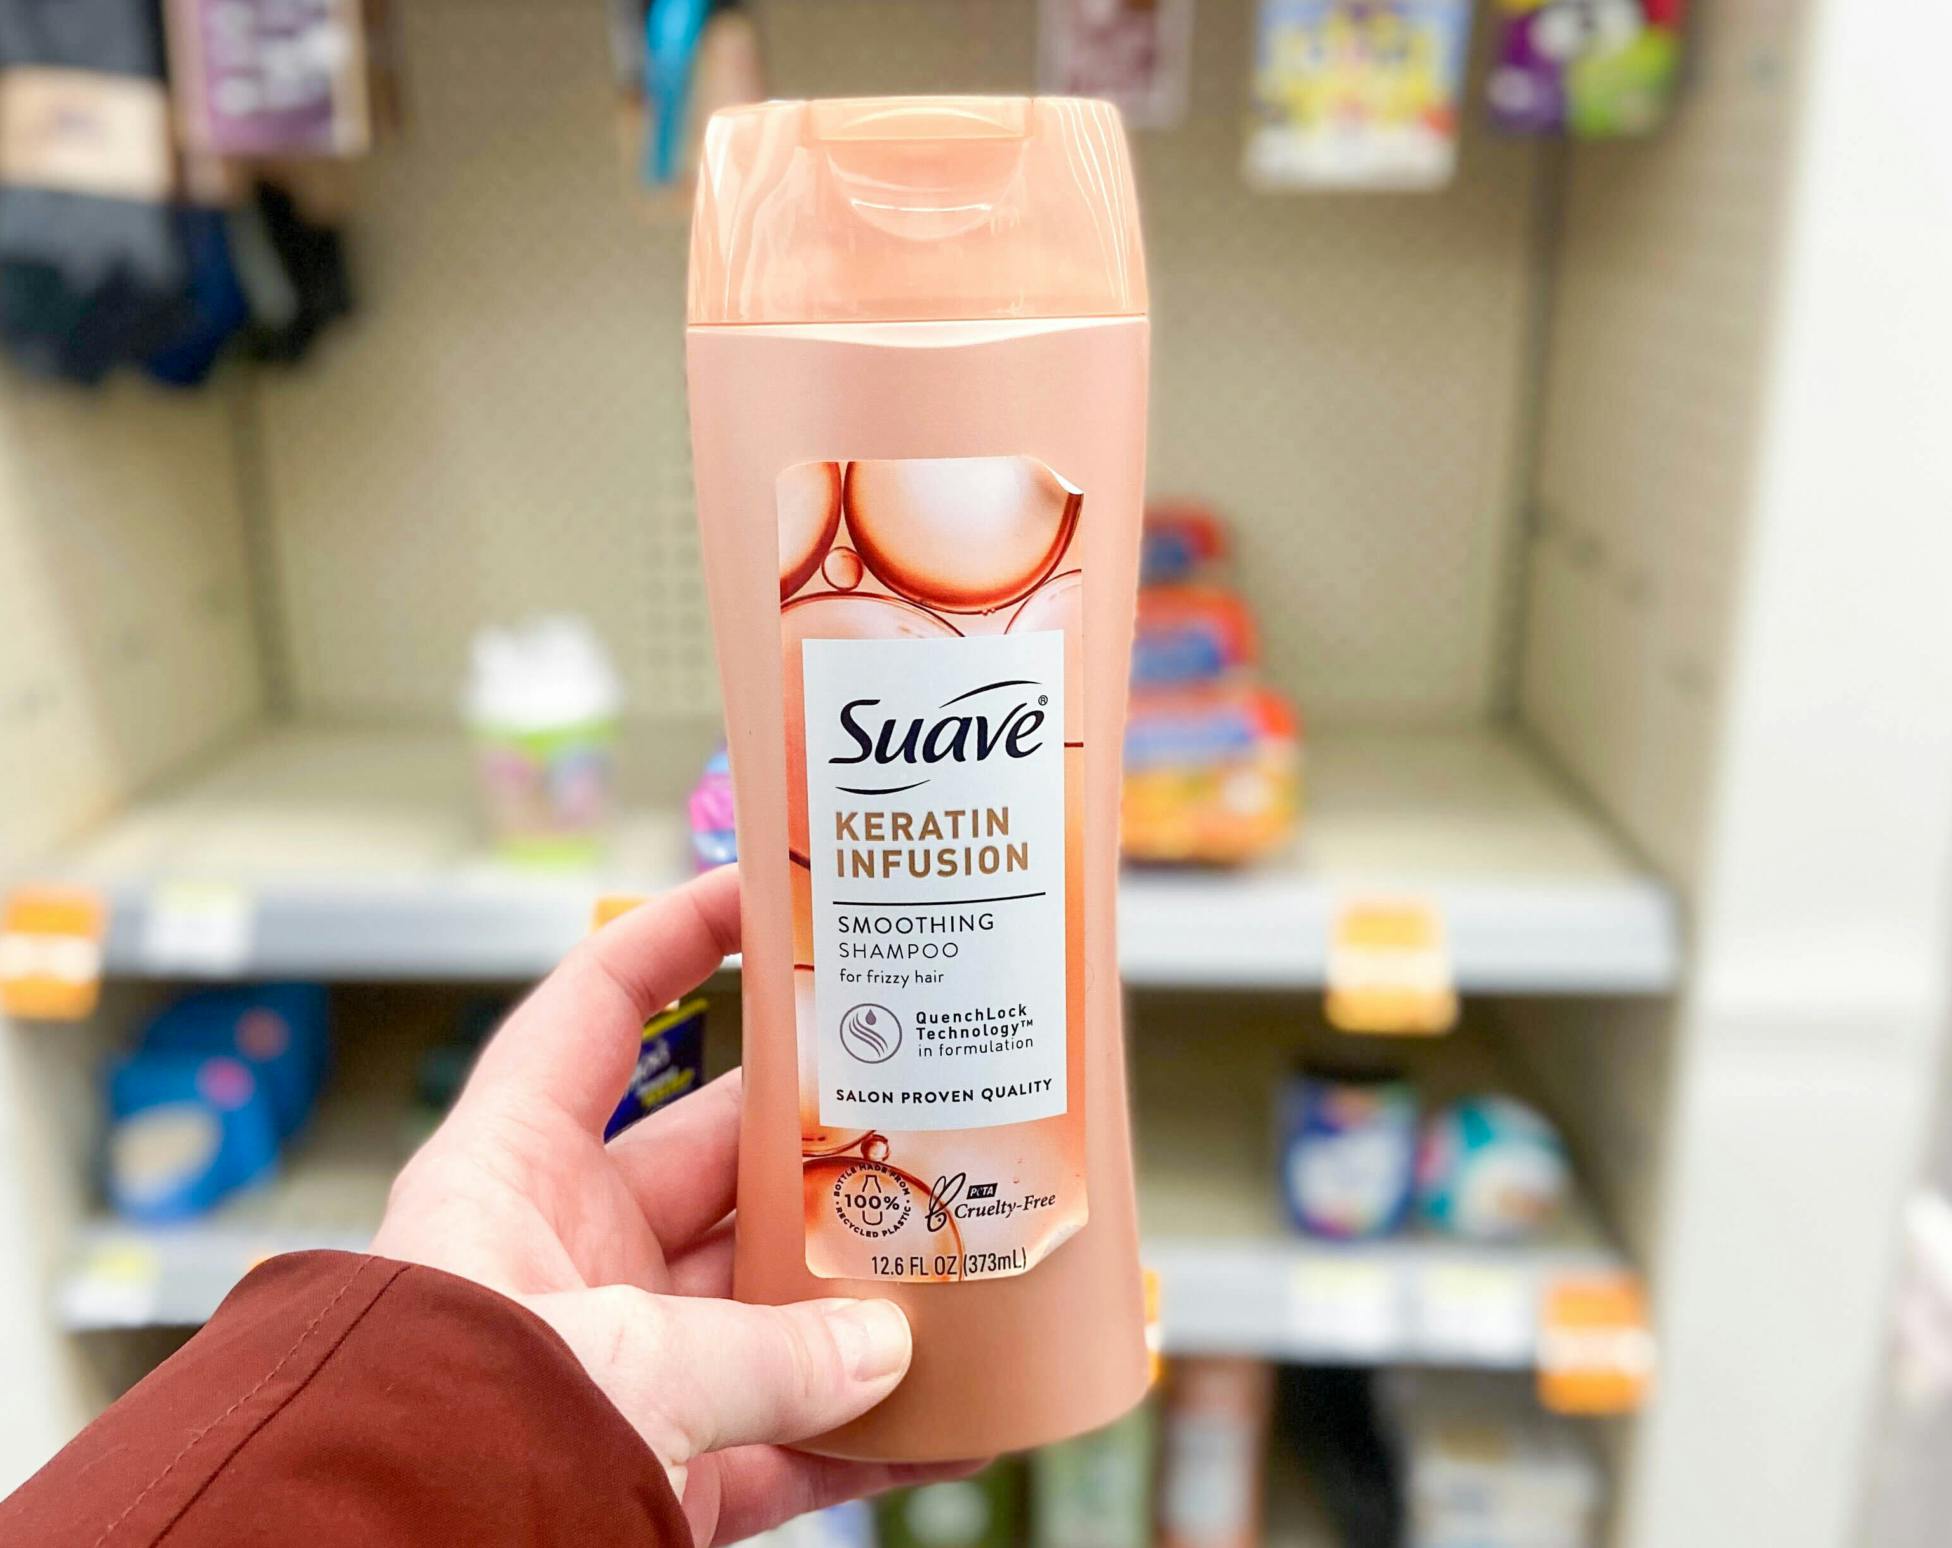 Suave®
KERATIN
INFUSION
SMOOTHING
SHAMPOO
for frizzy hair
QuenchLock
Technology™
in formulation
SALON PROVEN QUALITY
BOTTLE MADE FROM
100%
RECYCLED PLASTIC
PETA
Cruelty-Free
12.6 FL OZ (373mL)